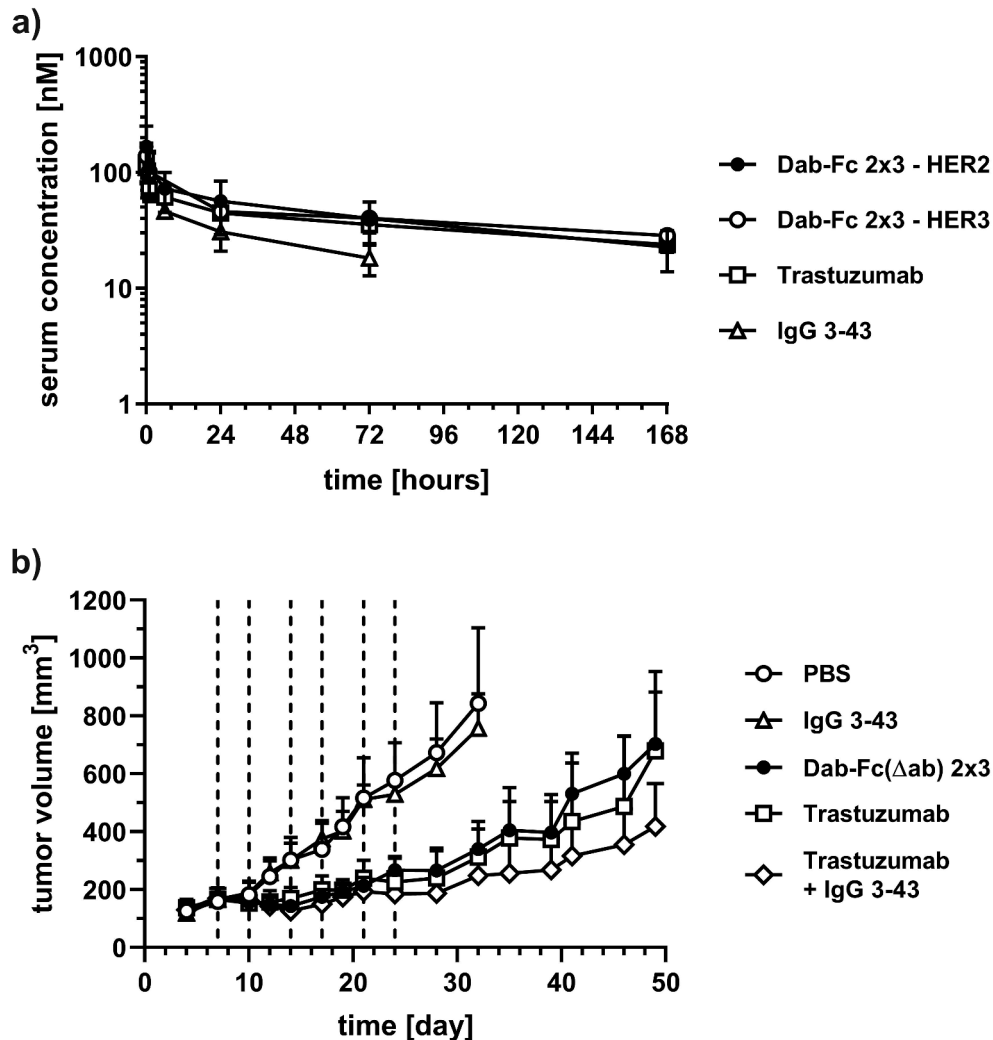 a)
serum concentration [nM]
1000
100
10
1
0 24 48 72 96 120 144 168
time [hours]
Dab-Fc 2x3 - HER2
Dab-Fc 2x3 - HER3
Trastuzumab
IgG 3-43
b)
tumor volume [mm³]
1200
1000
800
600
400
200
0
0 10 20 30 40 50
time [day]
PBS
IgG 3-43
Dab-Fc(Δab) 2x3
Trastuzumab
Trastuzumab
+ IgG 3-43